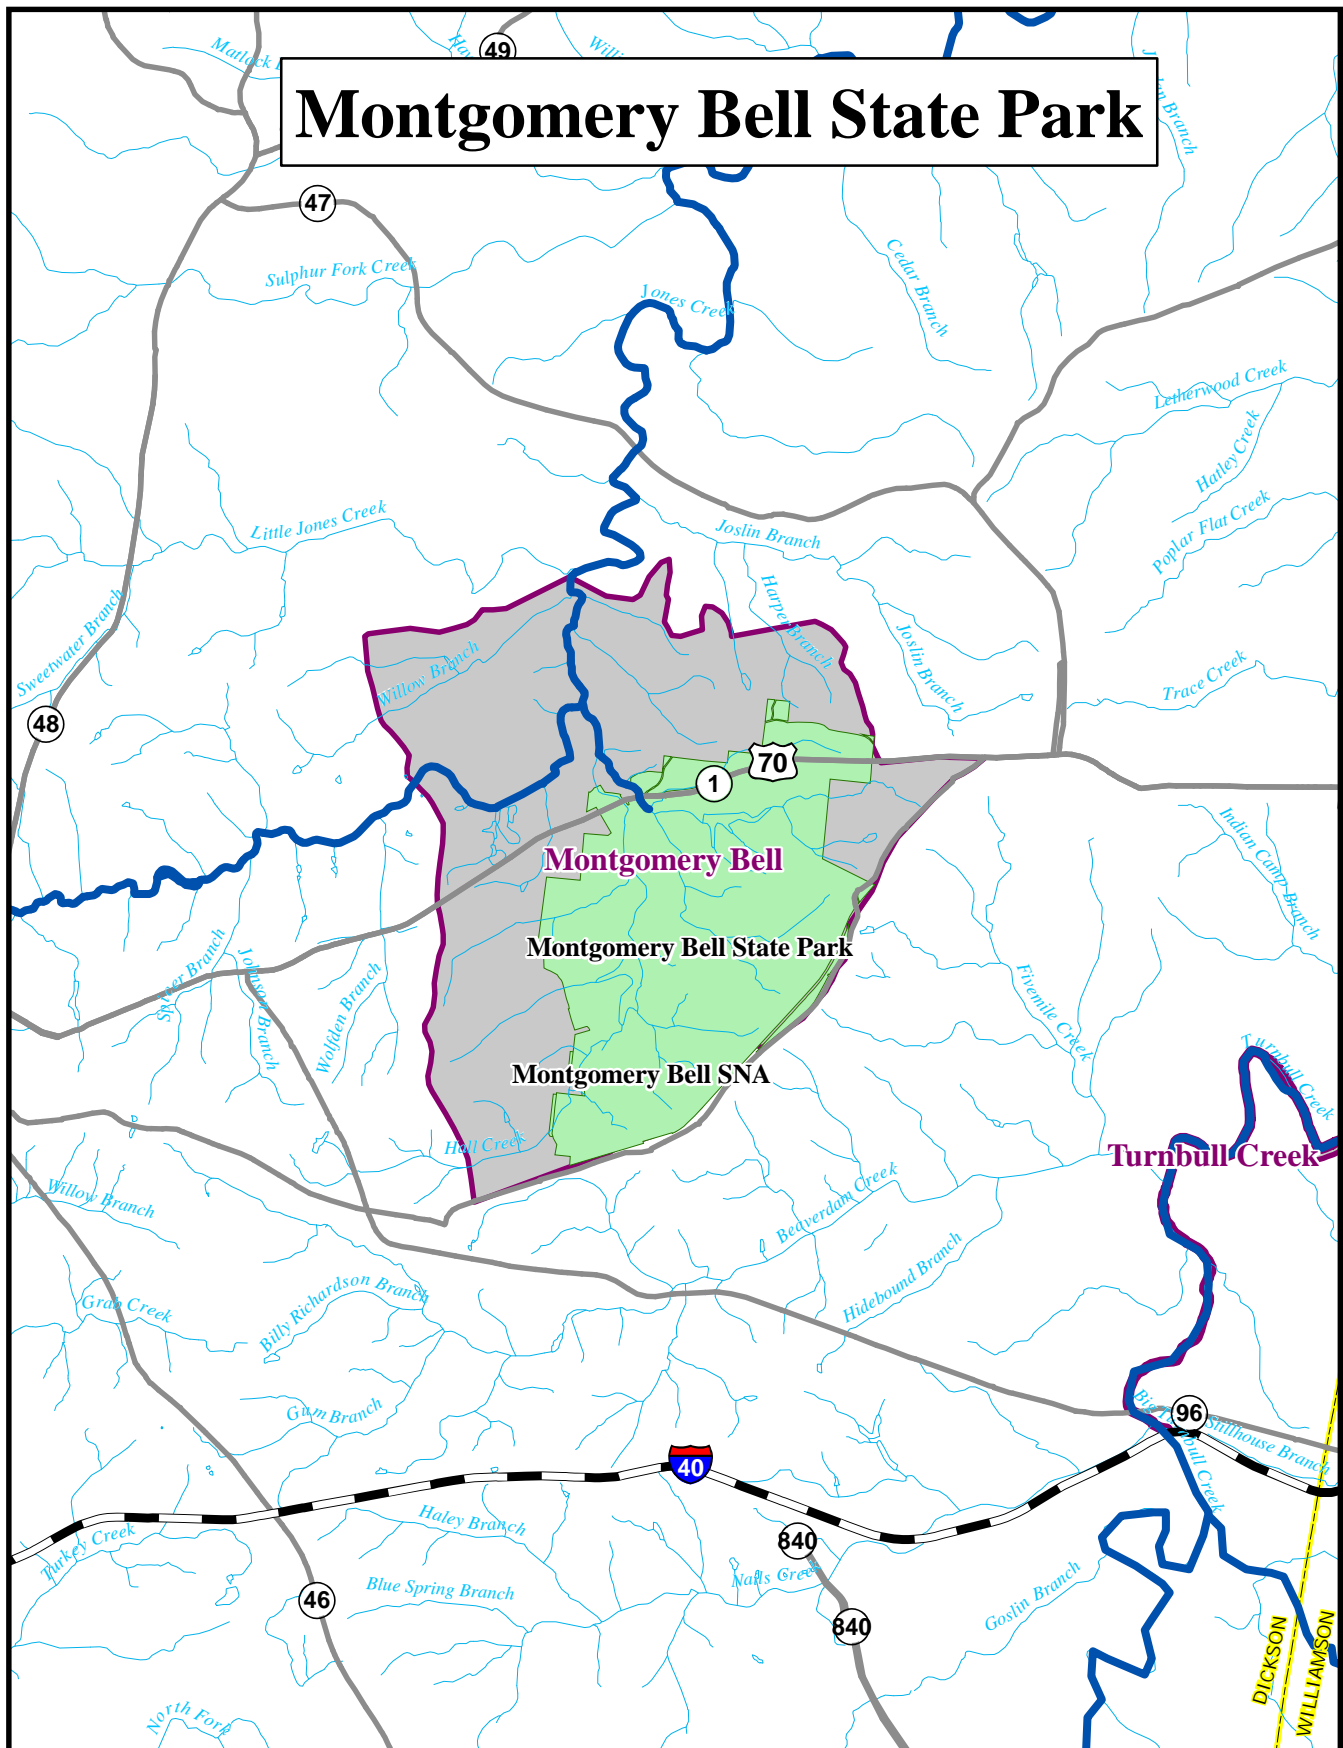 49
Montgomery Bell State Park
47
Sulphur Fork Creek
Jones Creek
Cedar Branch
Letherwood Creek
Hatley Creek
Poplar Flat Creek
Little Jones Creek
Joslin Branch
Harper Branch
Joslin Branch
Sweetwater Branch
Willow Branch
Trace Creek
48
70
1
Montgomery Bell
Indian Camp Branch
Montgomery Bell State Park
Johnson Branch
Wolfden Branch
Fivemile Creek
Turnbull Creek
Montgomery Bell SNA
Hall Creek
Turnbull Creek
Willow Branch
Beaverdam Creek
Hidebound Branch
Grab Creek
Billy Richardson Branch
Gum Branch
96
Stillhouse Branch
40
Haley Branch
Turkey Creek
840
Nails Creek
Blue Spring Branch
46
Goslin Branch
840
DICKSON
WILLIAMSON
North Fork